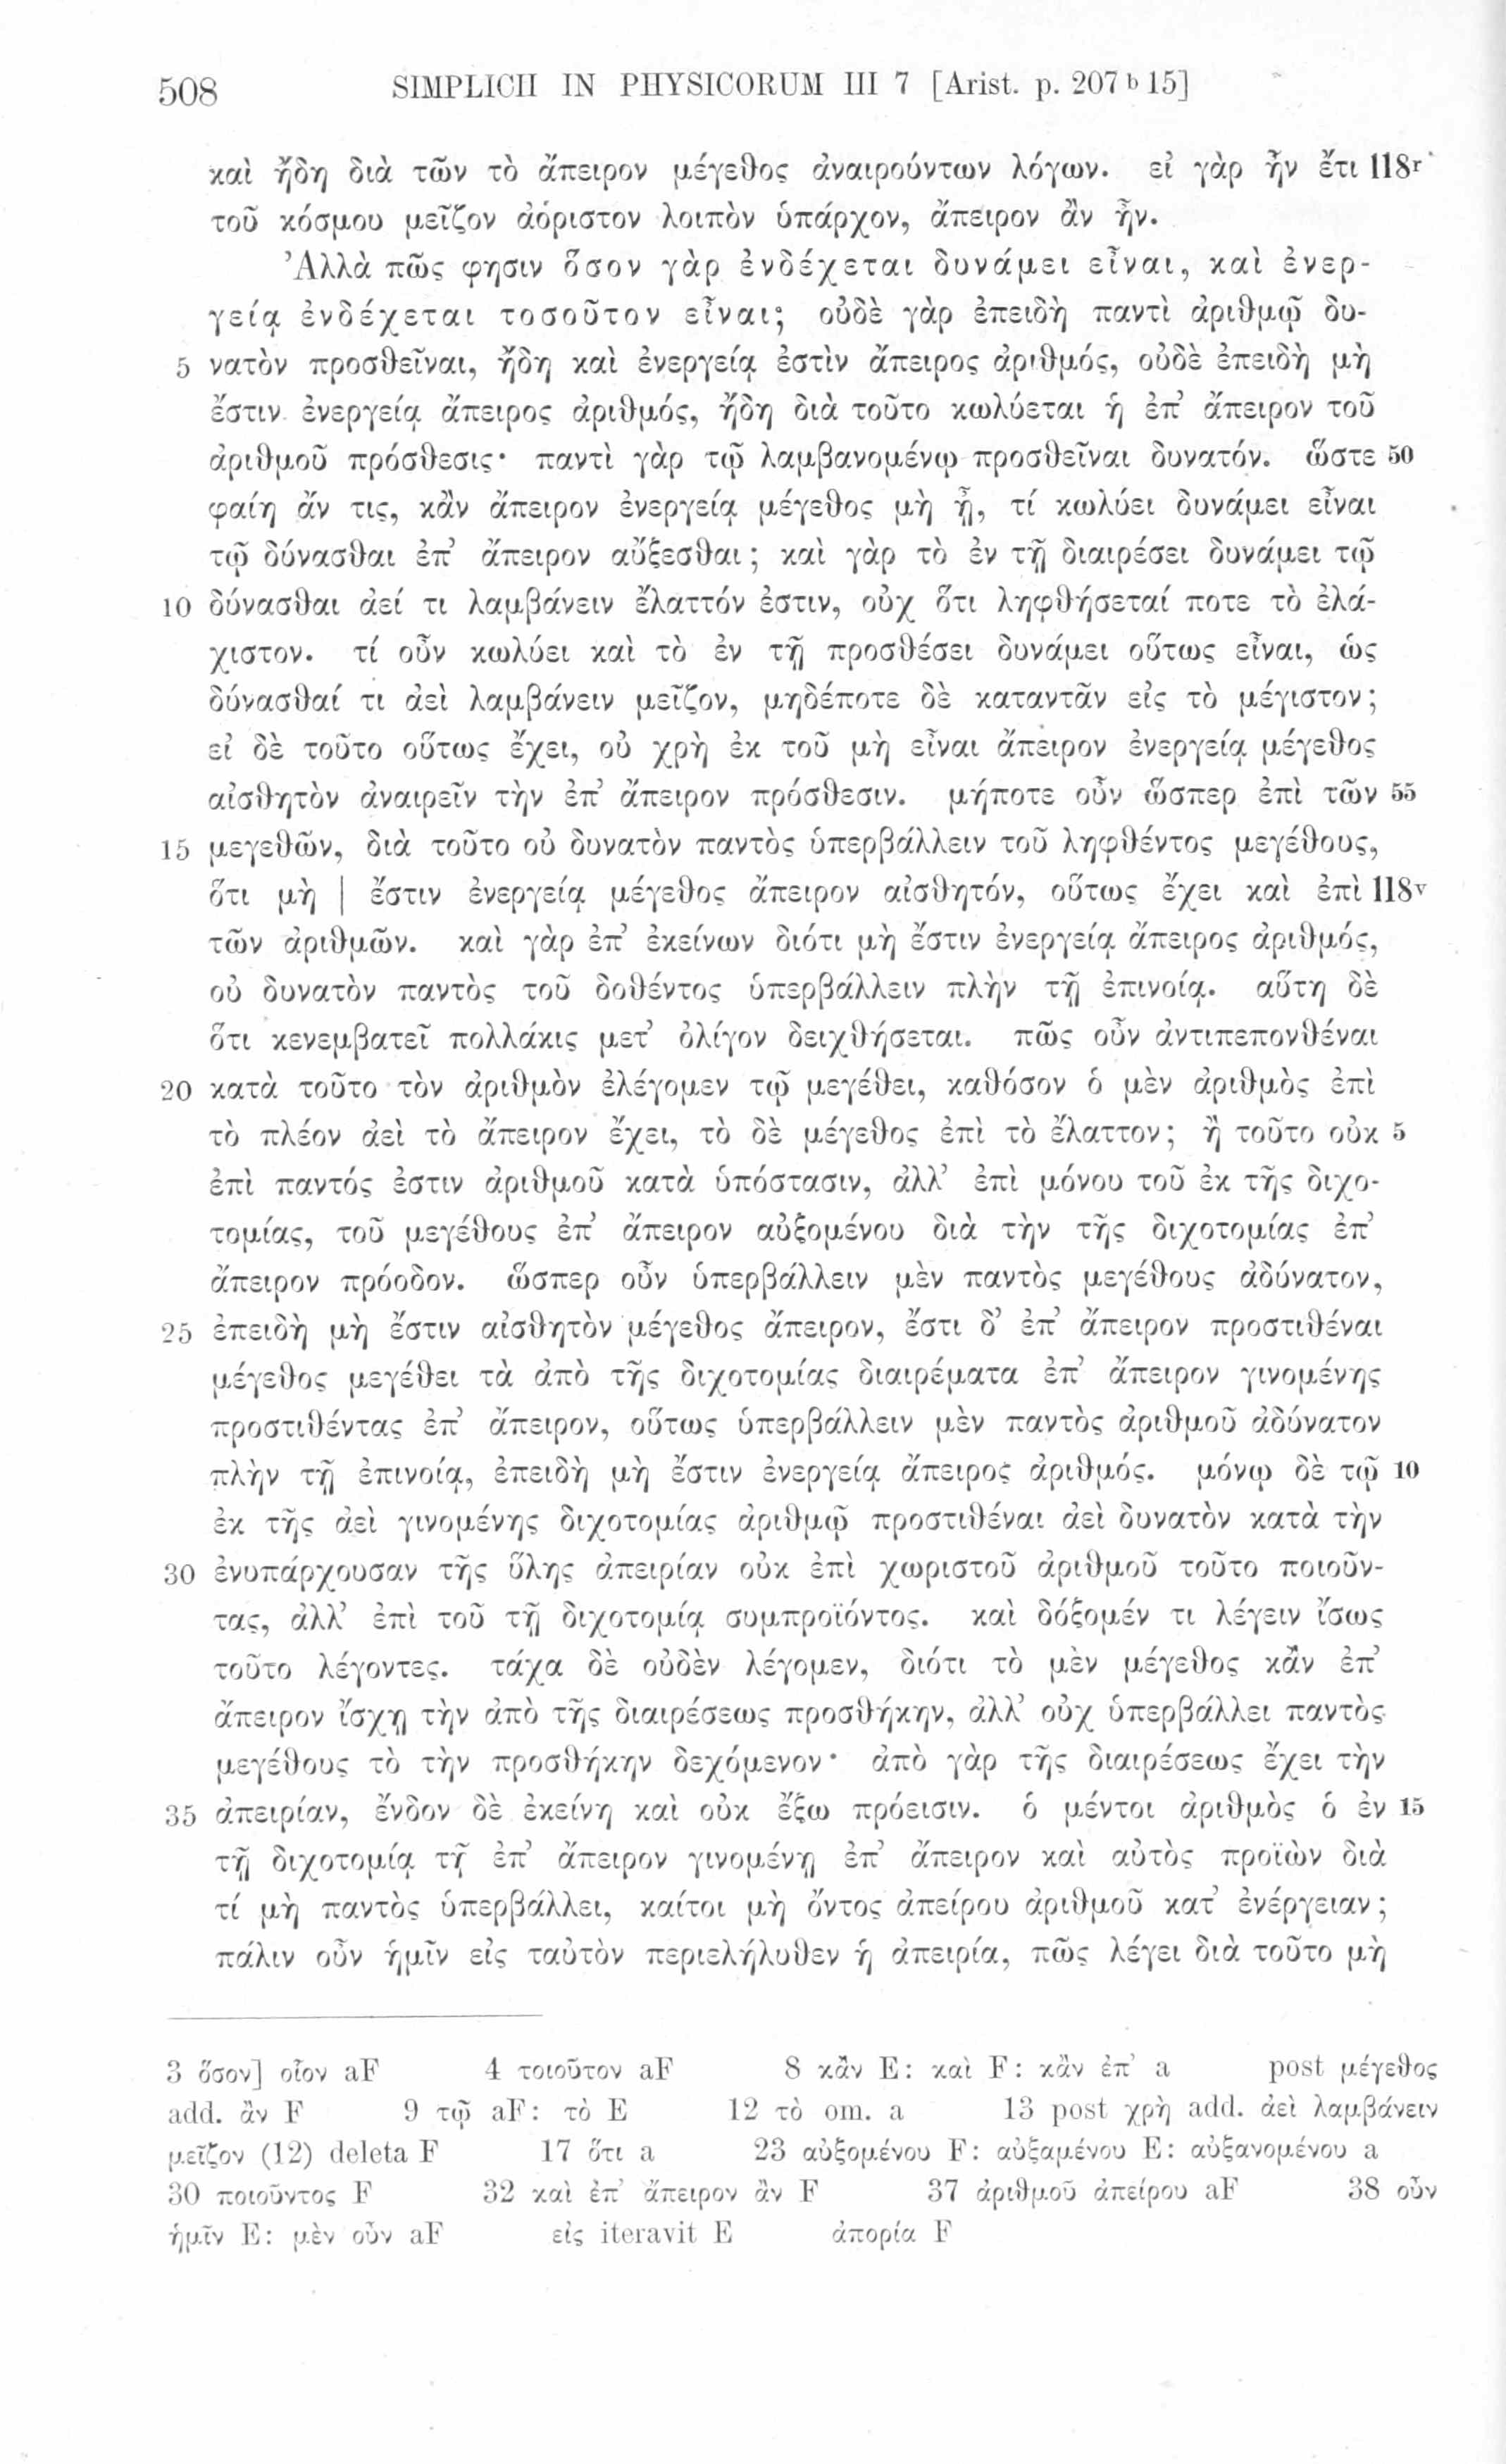 508 SIMPLICII IN PHYSICORUM III 7 [Arist. p. 207 b 15]
καὶ ἤδη διὰ τῶν τὸ ἄπειρον μέγεθος ἀναιρούντων λόγων. εἰ γὰρ ἦν ἔτι 118r
τοῦ κόσμου μεῖζον ἀόριστον λοιπὸν ὑπάρχον, ἄπειρον ἂν ἦν.
Ἀλλὰ πῶς φησιν ὅσον γὰρ ἐνδέχεται δυνάμει εἶναι, καὶ ἐνερ-
γείᾳ ἐνδέχεται τοσοῦτον εἶναι; οὐδὲ γὰρ ἐπειδὴ παντὶ ἀριθμῷ δυ-
5 νατὸν προσθεῖναι, ἤδη καὶ ἐνεργείᾳ ἐστὶν ἄπειρος ἀριθμός, οὐδὲ ἐπειδὴ μὴ
ἔστιν ἐνεργείᾳ ἄπειρος ἀριθμός, ἤδη διὰ τοῦτο κωλύεται ἡ ἐπ’ ἄπειρον τοῦ
ἀριθμοῦ πρόσθεσις· παντὶ γὰρ τῷ λαμβανομένῳ προσθεῖναι δυνατόν. ὥστε 50
φαίη ἄν τις, κἂν ἄπειρον ἐνεργείᾳ μέγεθος μὴ ᾖ, τί κωλύει δυνάμει εἶναι
τῷ δύνασθαι ἐπ’ ἄπειρον αὔξεσθαι; καὶ γὰρ τὸ ἐν τῇ διαιρέσει δυνάμει τῷ
10 δύνασθαι ἀεί τι λαμβάνειν ἔλαττόν ἐστιν, οὐχ ὅτι ληφθήσεταί ποτε τὸ ἐλά-
χιστον. τί οὖν κωλύει καὶ τὸ ἐν τῇ προσθέσει δυνάμει οὕτως εἶναι, ὡς
δύνασθαί τι ἀεὶ λαμβάνειν μεῖζον, μηδέποτε δὲ καταντᾶν εἰς τὸ μέγιστον;
εἰ δὲ τοῦτο οὕτως ἔχει, οὐ χρὴ ἐκ τοῦ μὴ εἶναι ἄπειρον ἐνεργείᾳ μέγεθος
αἰσθητὸν ἀναιρεῖν τὴν ἐπ’ ἄπειρον πρόσθεσιν. μήποτε οὖν ὥσπερ ἐπὶ τῶν 55
15 μεγεθῶν, διὰ τοῦτο οὐ δυνατὸν παντὸς ὑπερβάλλειν τοῦ ληφθέντος μεγέθους,
ὅτι μὴ | ἔστιν ἐνεργείᾳ μέγεθος ἄπειρον αἰσθητόν, οὕτως ἔχει καὶ ἐπὶ 118v
τῶν ἀριθμῶν. καὶ γὰρ ἐπ’ ἐκείνων διότι μὴ ἔστιν ἐνεργείᾳ ἄπειρος ἀριθμός,
οὐ δυνατὸν παντὸς τοῦ δοθέντος ὑπερβάλλειν πλὴν τῇ ἐπινοίᾳ. αὕτη δὲ
ὅτι κενεμβατεῖ πολλάκις μετ’ ὀλίγον δειχθήσεται. πῶς οὖν ἀντιπεπονθέναι
20 κατὰ τοῦτο τὸν ἀριθμὸν ἐλέγομεν τῷ μεγέθει, καθόσον ὁ μὲν ἀριθμὸς ἐπὶ
τὸ πλέον ἀεὶ τὸ ἄπειρον ἔχει, τὸ δὲ μέγεθος ἐπὶ τὸ ἔλαττον; ἢ τοῦτο οὐκ 5
ἐπὶ παντός ἐστιν ἀριθμοῦ κατὰ ὑπόστασιν, ἀλλ’ ἐπὶ μόνου τοῦ ἐκ τῆς διχο-
τομίας, τοῦ μεγέθους ἐπ’ ἄπειρον αὐξομένου διὰ τὴν τῆς διχοτομίας ἐπ’
ἄπειρον πρόοδον. ὥσπερ οὖν ὑπερβάλλειν μὲν παντὸς μεγέθους ἀδύνατον,
25 ἐπειδὴ μὴ ἔστιν αἰσθητὸν μέγεθος ἄπειρον, ἔστι δ’ ἐπ’ ἄπειρον προστιθέναι
μέγεθος μεγέθει τὰ ἀπὸ τῆς διχοτομίας διαιρέματα ἐπ’ ἄπειρον γινομένης
προστιθέντας ἐπ’ ἄπειρον, οὕτως ὑπερβάλλειν μὲν παντὸς ἀριθμοῦ ἀδύνατον
πλὴν τῇ ἐπινοίᾳ, ἐπειδὴ μὴ ἔστιν ἐνεργείᾳ ἄπειρος ἀριθμός. μόνῳ δὲ τῷ 10
ἐκ τῆς ἀεὶ γινομένης διχοτομίας ἀριθμῷ προστιθέναι ἀεὶ δυνατὸν κατὰ τὴν
30 ἐνυπάρχουσαν τῆς ὕλης ἀπειρίαν οὐκ ἐπὶ χωριστοῦ ἀριθμοῦ τοῦτο ποιοῦν-
τας, ἀλλ’ ἐπὶ τοῦ τῇ διχοτομίᾳ συμπροϊόντος. καὶ δόξομέν τι λέγειν ἴσως
τοῦτο λέγοντες. τάχα δὲ οὐδὲν λέγομεν, διότι τὸ μὲν μέγεθος κἂν ἐπ’
ἄπειρον ἴσχῃ τὴν ἀπὸ τῆς διαιρέσεως προσθήκην, ἀλλ’ οὐχ ὑπερβάλλει παντὸς
μεγέθους τὸ τὴν προσθήκην δεχόμενον· ἀπὸ γὰρ τῆς διαιρέσεως ἔχει τὴν
35 ἀπειρίαν, ἔνδον δὲ ἐκείνη καὶ οὐκ ἔξω πρόεισιν. ὁ μέντοι ἀριθμὸς ὁ ἐν 15
τῇ διχοτομίᾳ τῇ ἐπ’ ἄπειρον γινομένῃ ἐπ’ ἄπειρον καὶ αὐτὸς προϊὼν διὰ
τί μὴ παντὸς ὑπερβάλλει, καίτοι μὴ ὄντος ἀπείρου ἀριθμοῦ κατ’ ἐνέργειαν;
πάλιν οὖν ἡμῖν εἰς ταὐτὸν περιελήλυθεν ἡ ἀπειρία, πῶς λέγει διὰ τοῦτο μὴ
3 ὅσον] οἷον aF 4 τοιοῦτον aF 8 κἂν E: καὶ F: κἂν ἐπ’ a post μέγεθος
add. ἂν F 9 τῷ aF: τὸ E 12 τὸ om. a 13 post χρὴ add. ἀεὶ λαμβάνειν
μεῖζον (12) deleta F 17 ὅτι a 23 αὐξομένου F: αὐξαμένου E: αὐξανομένου a
30 ποιοῦντος F 32 καὶ ἐπ’ ἄπειρον ἂν F 37 ἀριθμοῦ ἀπείρου aF 38 οὖν
ἡμῖν E: μὲν οὖν aF εἰς iteravit E ἀπορία F